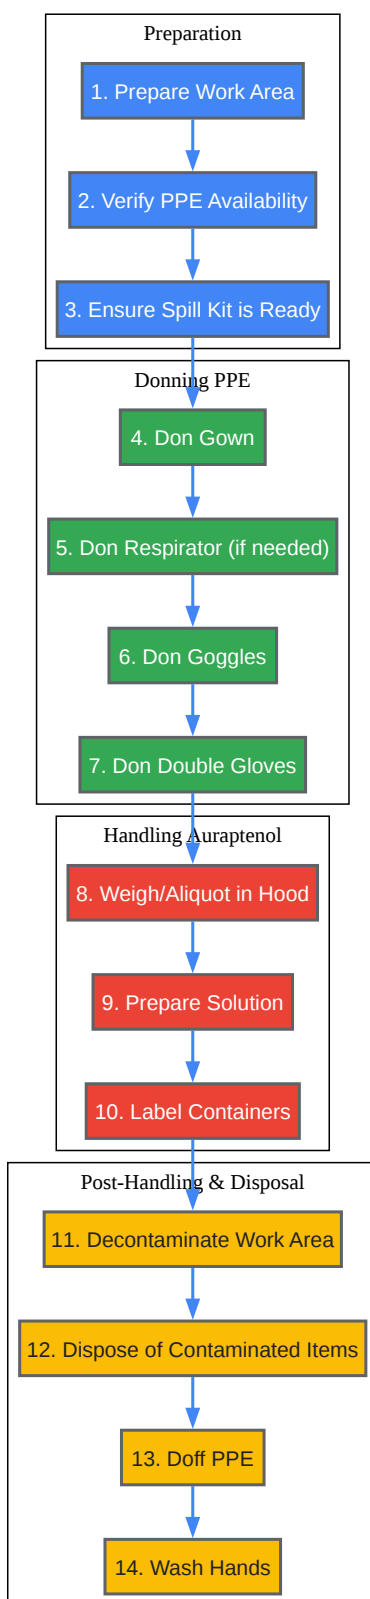 Preparation
1. Prepare Work Area
2. Verify PPE Availability
3. Ensure Spill Kit is Ready
Donning PPE
4. Don Gown
5. Don Respirator (if needed)
6. Don Goggles
7. Don Double Gloves
Handling Auraptenol
8. Weigh/Aliquot in Hood
9. Prepare Solution
10. Label Containers
Post-Handling & Disposal
11. Decontaminate Work Area
12. Dispose of Contaminated Items
13. Doff PPE
14. Wash Hands